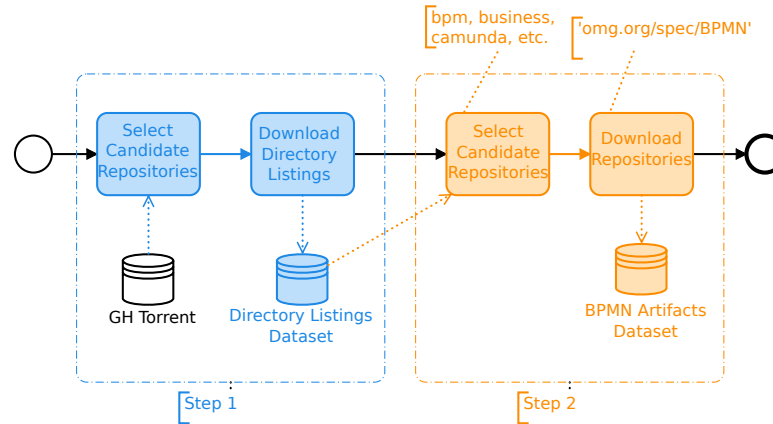 bpm, business,
camunda, etc.
'omg.org/spec/BPMN'
Select
Candidate
Repositories
Download
Directory
Listings
Select
Candidate
Repositories
Download
Repositories
GH Torrent
Directory Listings
Dataset
BPMN Artifacts
Dataset
Step 1
Step 2